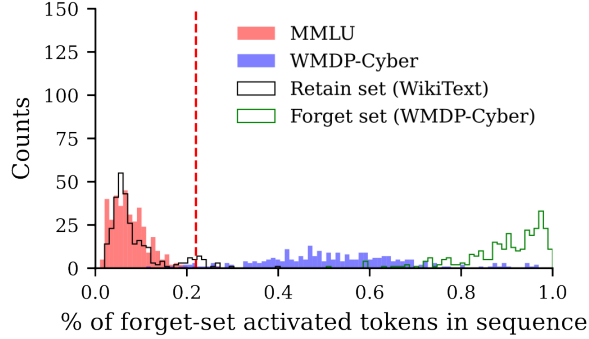 150
125
100
75
50
25
0
Counts
MMLU
WMDP-Cyber
Retain set (WikiText)
Forget set (WMDP-Cyber)
0.0 0.2 0.4 0.6 0.8 1.0
% of forget-set activated tokens in sequence